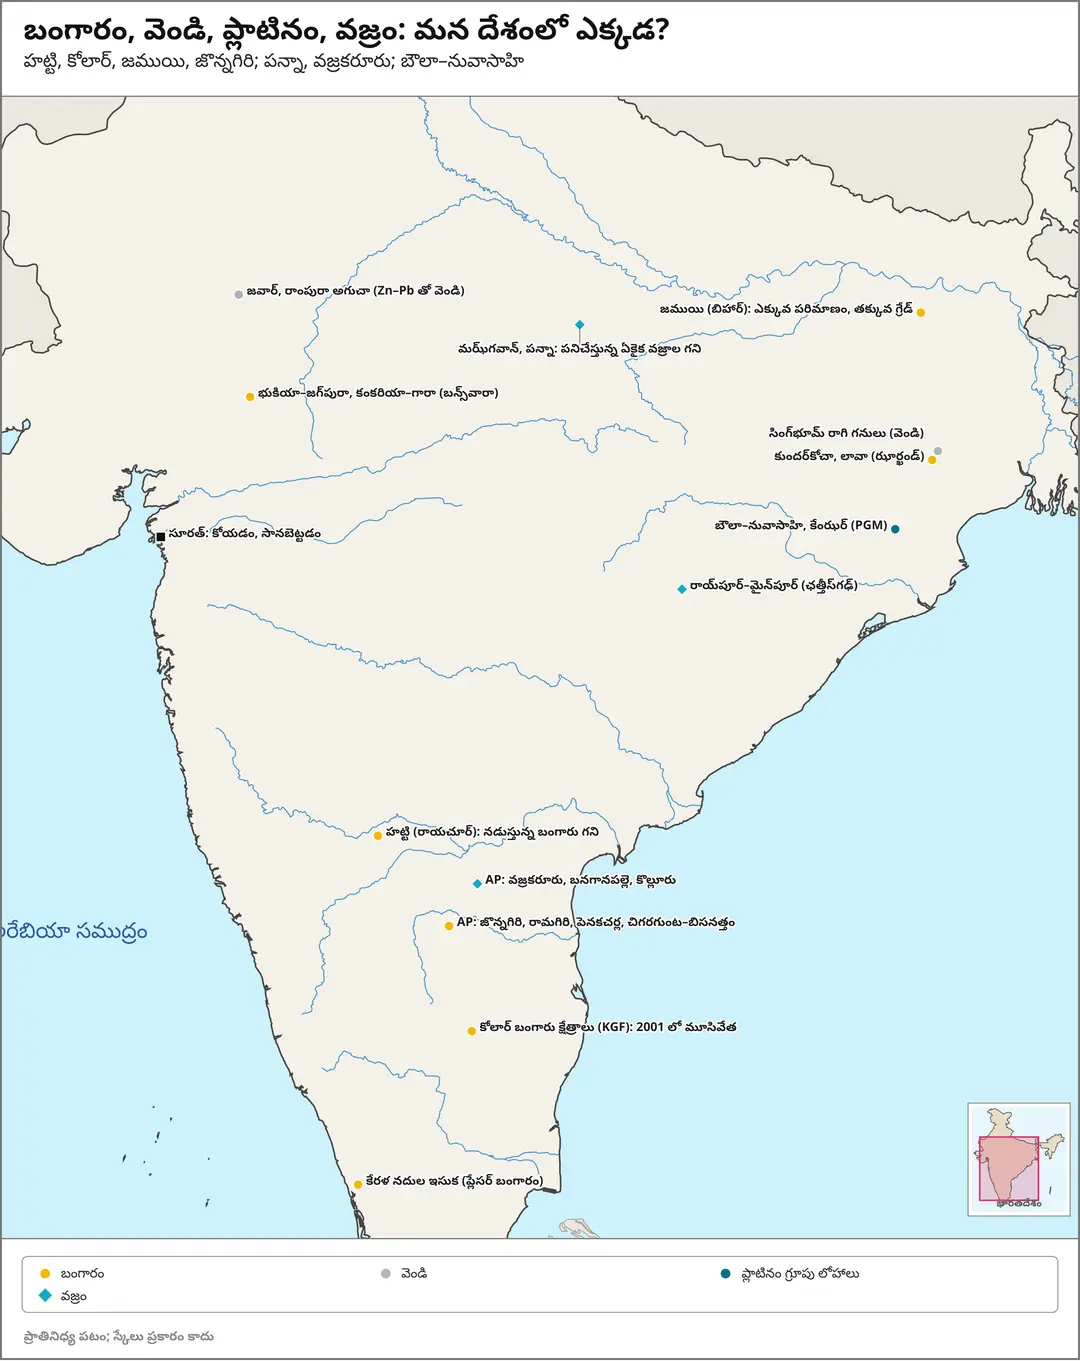 బంగారం, వెండి, ప్లాటినం, వజ్రం: మన దేశంలో ఎక్కడ?
హట్టి, కోలార్, జముయి, జొన్నగిరి; పన్నా, వజ్రకరూరు; బౌలా–నువాసాహి
జవార్, రాంపురా అగుచా (Zn–Pb తో వెండి)
జముయి (బిహార్): ఎక్కువ పరిమాణం, తక్కువ గ్రేడ్
మఝ్‌గవాన్, పన్నా: పనిచేస్తున్న ఏకైక వజ్రాల గని
భుకియా–జగ్‌పురా, కంకరియా–గారా (బన్స్‌వారా)
సింగ్‌భూమ్ రాగి గనులు (వెండి)
కుందర్‌కోచా, లావా (ఝార్ఖండ్)
బౌలా–నువాసాహి, కేంఝర్ (PGM)
సూరత్: కోయడం, సానబెట్టడం
రాయ్‌పూర్–మైన్‌పూర్ (ఛత్తీస్‌గఢ్)
హట్టి (రాయచూర్): నడుస్తున్న బంగారు గని
AP: వజ్రకరూరు, బనగానపల్లె, కొల్లూరు
AP: జొన్నగిరి, రామగిరి, పెనకచర్ల, చిగరగుంట–బిసనత్తం
రేబియా సముద్రం
కోలార్ బంగారు క్షేత్రాలు (KGF): 2001 లో మూసివేత
కేరళ నదుల ఇసుక (ప్లేసర్ బంగారం)
భారతదేశం
బంగారం
వెండి
ప్లాటినం గ్రూపు లోహాలు
వజ్రం
ప్రాతినిధ్య పటం; స్కేలు ప్రకారం కాదు